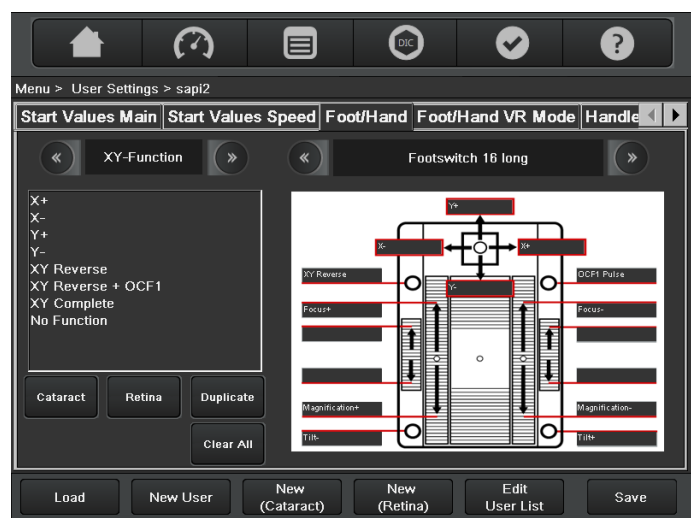 DIC
?
Menu > User Settings > sapi2
Start Values Main
Start Values Speed
Foot/Hand
Foot/Hand VR Mode
Handle
XY-Function
Footswitch 16 long
X+
X-
Y+
Y-
XY Reverse
XY Reverse + OCF1
XY Complete
No Function
Cataract
Retina
Duplicate
Clear All
Y+
X-
X+
XY Reverse
OCF1 Pulse
Y-
Focus+
Focus-
Magnification+
Magnification-
Tilt-
Tilt+
Load
New User
New
(Cataract)
New
(Retina)
Edit
User List
Save